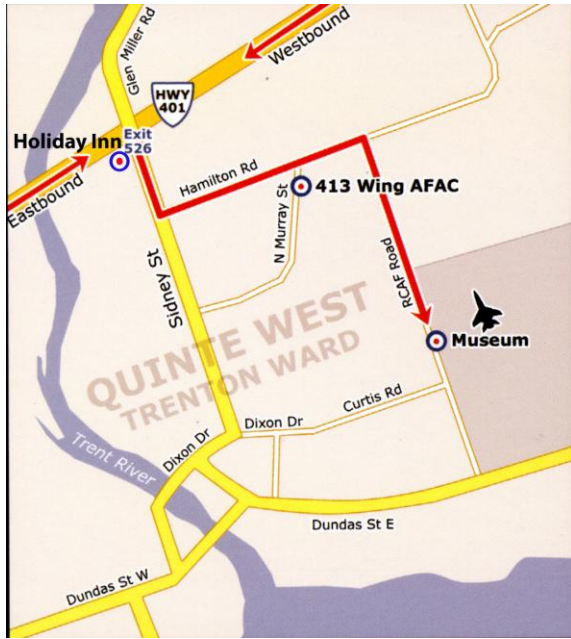 Glen Miller Rd
Westbound
HWY
401
Holiday Inn
Exit
526
Eastbound
Hamilton Rd
413 Wing AFAC
N Murray St
Sidney St
RCAF Road
Museum
QUINTE WEST
TRENTON WARD
Curtis Rd
Dixon Dr
Dixon Dr
Trent River
Dundas St E
Dundas St W